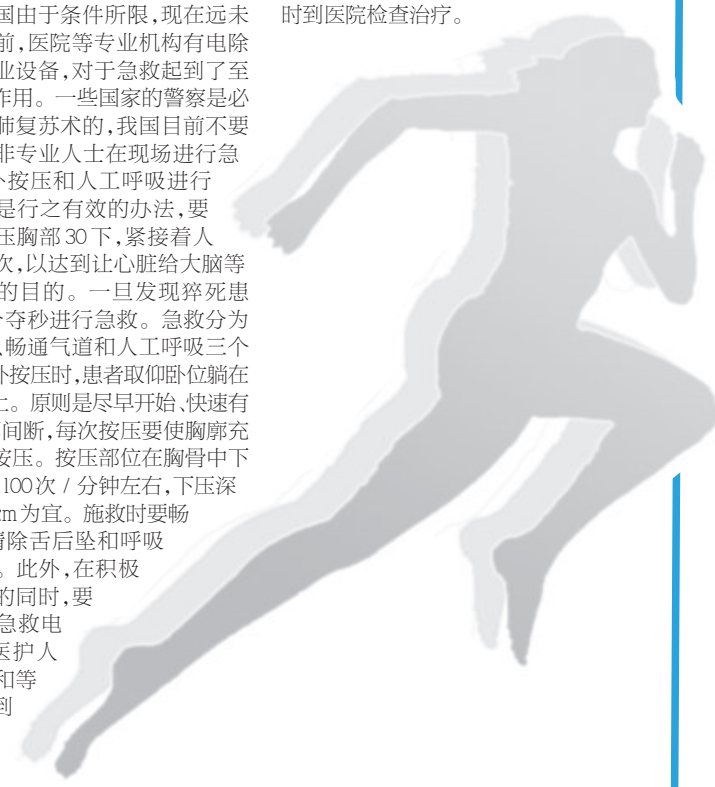 国由于条件所限,现在远未
前,医院等专业机构有电除
业设备,对于急救起到了至
作用。一些国家的警察是必
肺复苏术的,我国目前不要
非专业人士在现场进行急
按压和人工呼吸进行
是行之有效的办法,要
压胸部30下,紧接着人
次,以达到让心脏给大脑等
的目的。一旦发现猝死患
夺秒进行急救。急救分为
、畅通气道和人工呼吸三个
外按压时,患者取仰卧位躺在
上。原则是尽早开始、快速有
间断,每次按压要使胸廓充
按压。按压部位在胸骨中下
100次/分钟左右,下压深
cm为宜。施救时要畅
清除舌后坠和呼吸
。此外,在积极
的同时,要
急救电
医护人
和等
到
时到医院检查治疗。